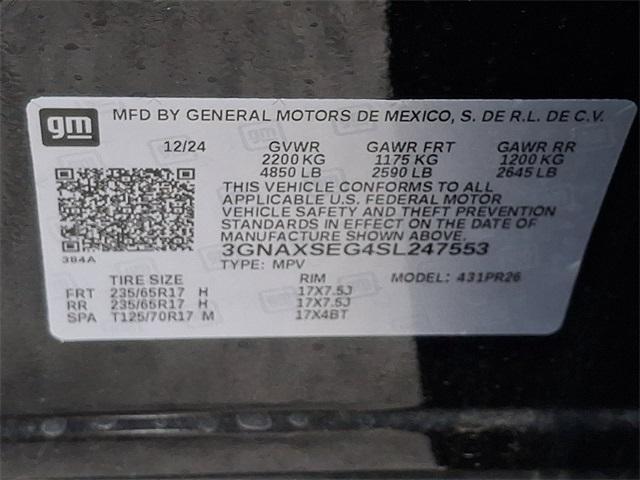 gm MFD BY GENERAL MOTORS DE MEXICO, S. DE R.L. DE C.V.
12/24 GVWR GAWR FRT GAWR RR
2200 KG 1175 KG 1200 KG
4850 LB 2590 LB 2645 LB
THIS VEHICLE CONFORMS TO ALL
APPLICABLE U.S. FEDERAL MOTOR
VEHICLE SAFETY AND THEFT PREVENTION
STANDARDS IN EFFECT ON THE DATE OF
MANUFACTURE SHOWN ABOVE.
384A
3GNAXSEG4SL247553
TYPE: MPV
TIRE SIZE RIM MODEL: 431PR26
FRT 235/65R17 H 17X7.5J
RR 235/65R17 H 17X7.5J
SPA T125/70R17 M 17X4BT